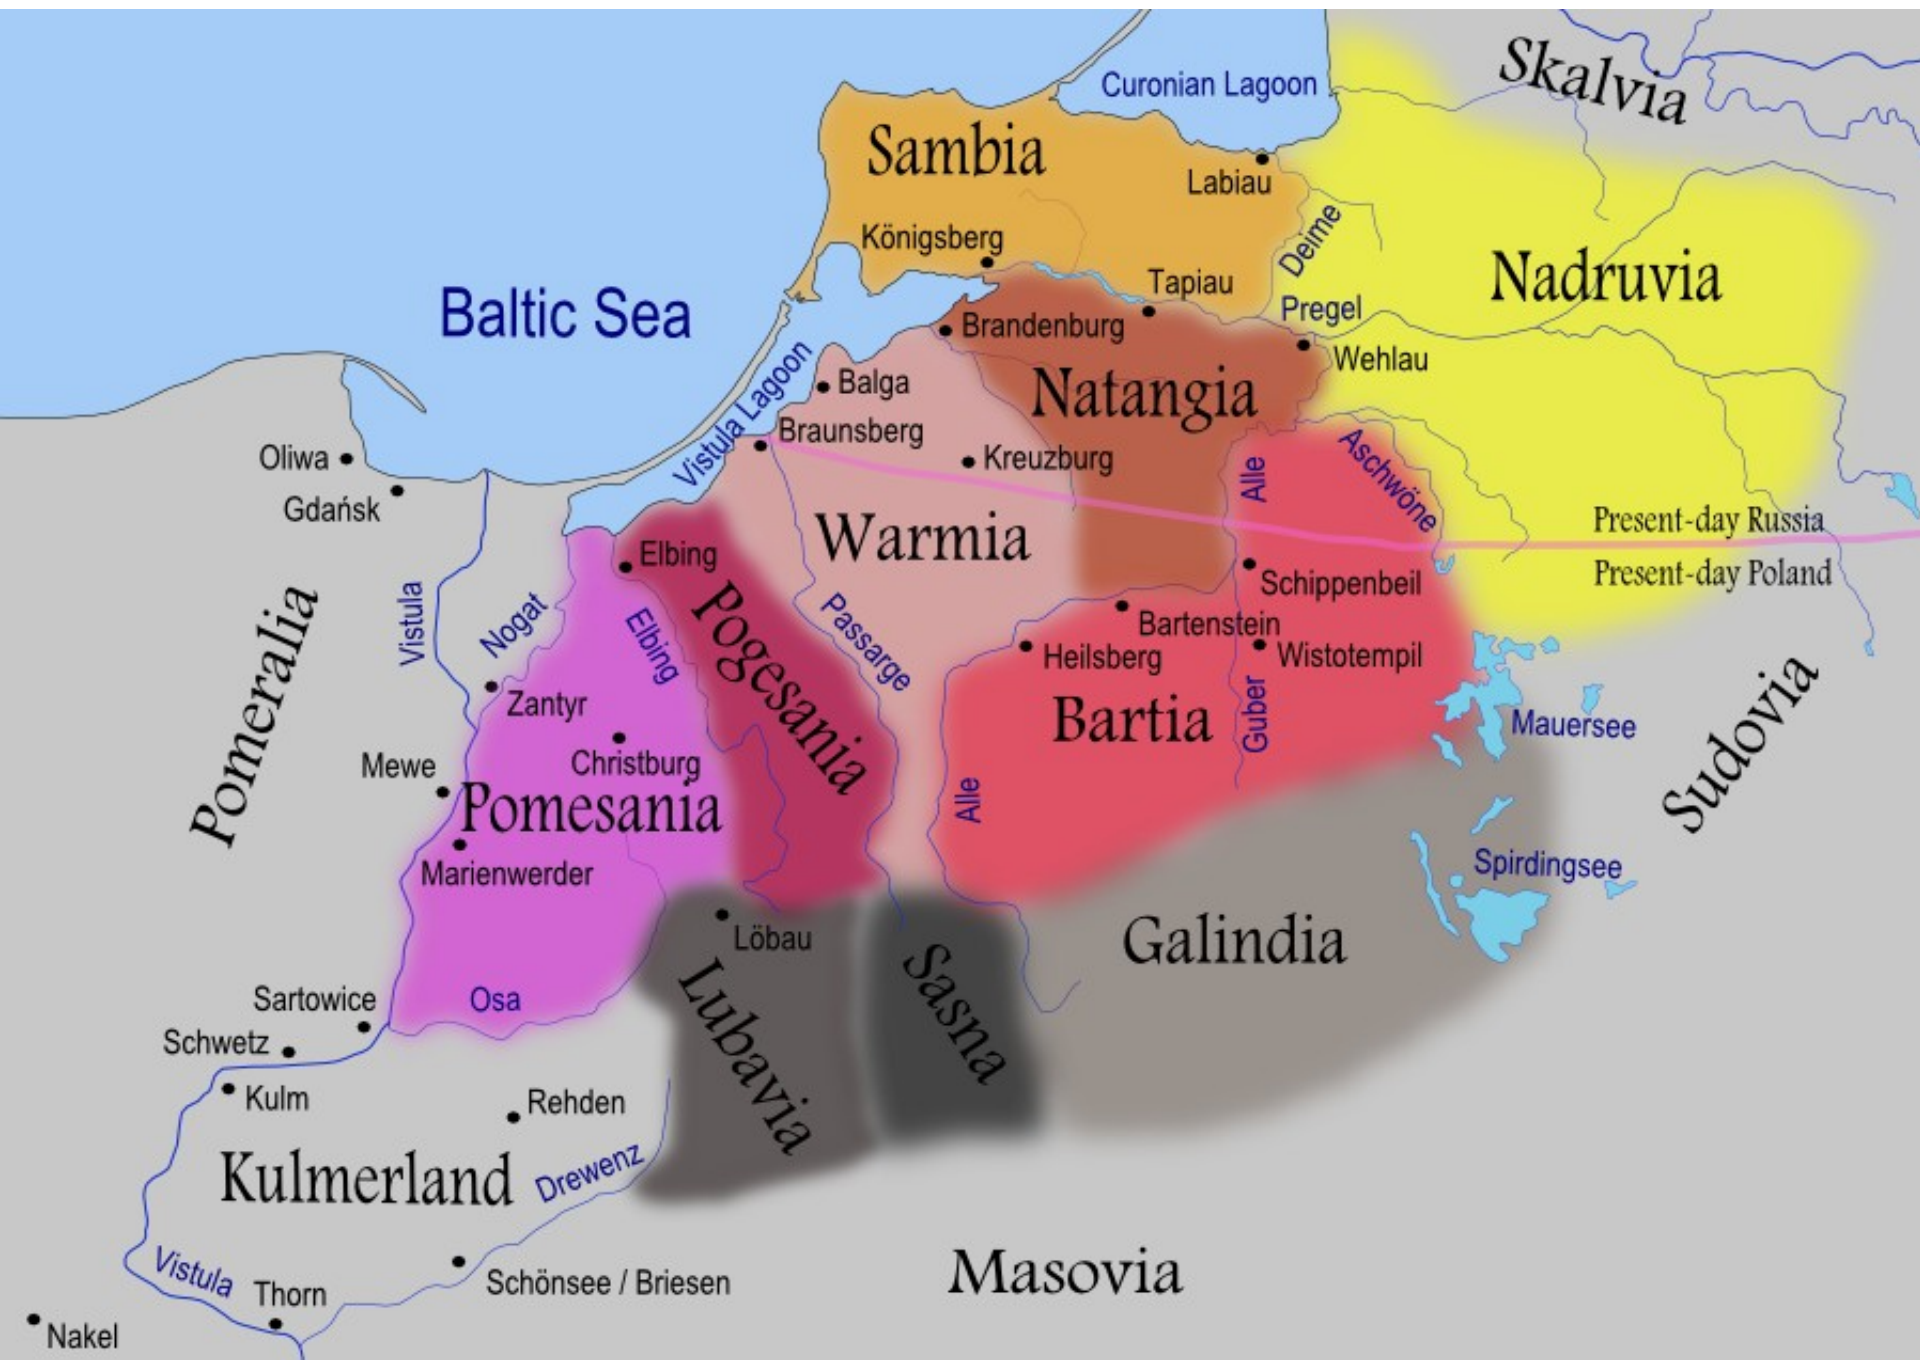 Skalvia
Curonian Lagoon
Sambia
Labiau
Königsberg
Deime
Nadruvia
Tapiau
Baltic Sea
Pregel
Brandenburg
Wehlau
Vistula Lagoon
Balga
Natangia
Braunsberg
Oliwa
Kreuzburg
Alle
Aschwöne
Gdańsk
Present-day Russia
Warmia
Elbing
Present-day Poland
Schippenbeil
Pomeralia
Vistula
Nogat
Elbing
Pogesania
Passarge
Bartenstein
Heilsberg
Wistotempil
Zantyr
Bartia
Guber
Mauersee
Sudovia
Mewe
Christburg
Pomesania
Alle
Marienwerder
Spirdingsee
Löbau
Galindia
Sasna
Lubavia
Osa
Sartowice
Schwetz
Kulm
Rehden
Kulmerland
Drewenz
Vistula
Thorn
Schönsee / Briesen
Masovia
Nakel